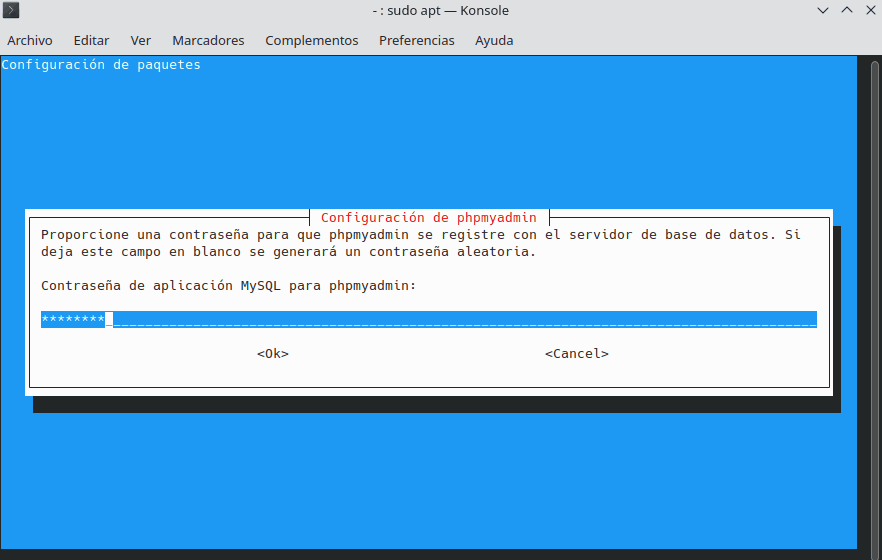 - : sudo apt — Konsole
Archivo Editar Ver Marcadores Complementos Preferencias Ayuda
Configuración de paquetes
Configuración de phpmyadmin
Proporcione una contraseña para que phpmyadmin se registre con el servidor de base de datos. Si
deja este campo en blanco se generará un contraseña aleatoria.
Contraseña de aplicación MySQL para phpmyadmin:
********_______________________________________________________________________________________
<Ok> <Cancel>